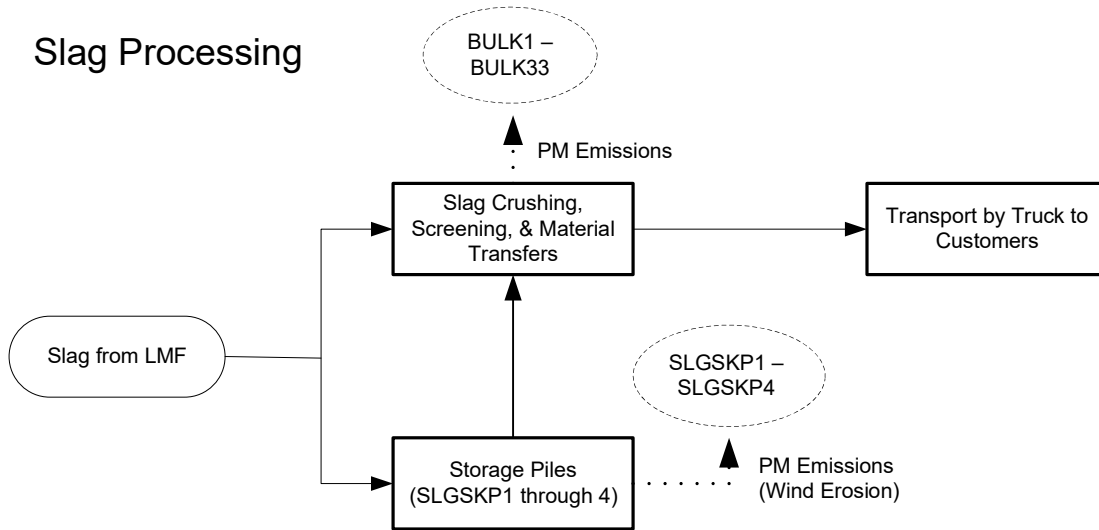 Slag Processing
BULK1 –
BULK33
PM Emissions
Slag Crushing,
Screening, & Material
Transfers
Transport by Truck to
Customers
Slag from LMF
SLGSKP1 –
SLGSKP4
Storage Piles
(SLGSKP1 through 4)
PM Emissions
(Wind Erosion)